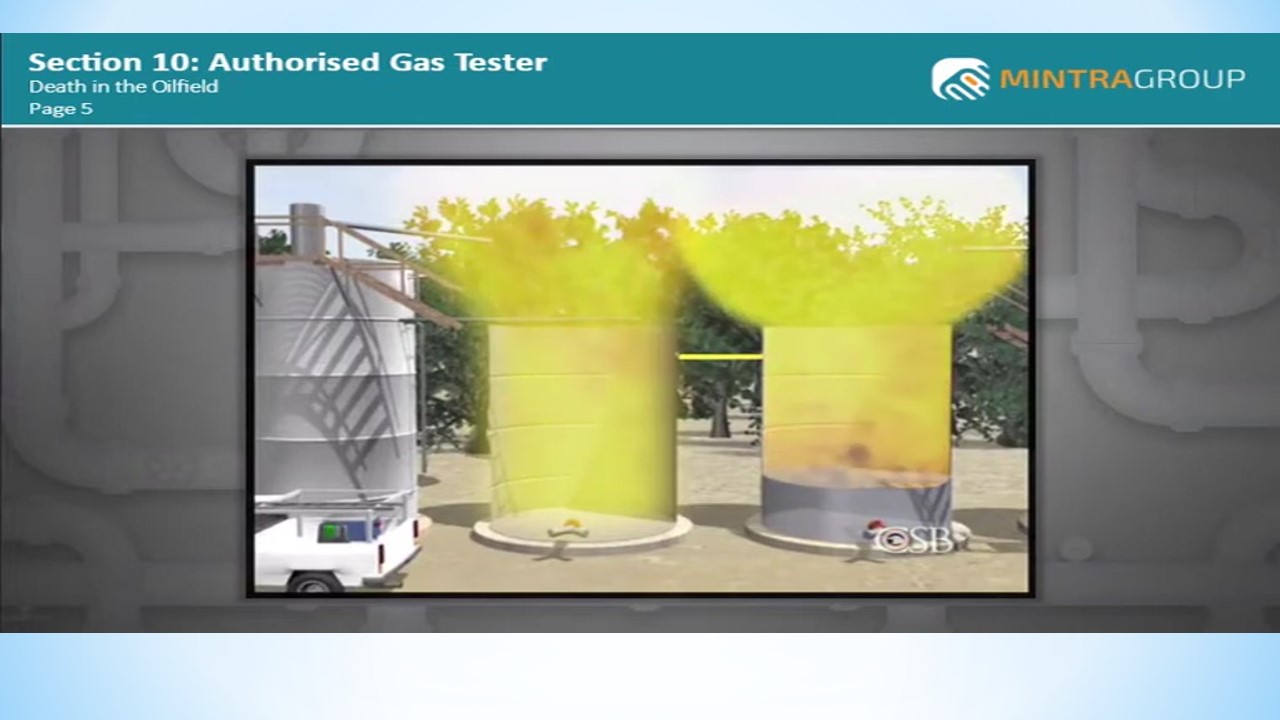 Section 10: Authorised Gas Tester
Death in the Oilfield
Page 5
MINTRAGROUP
CSB